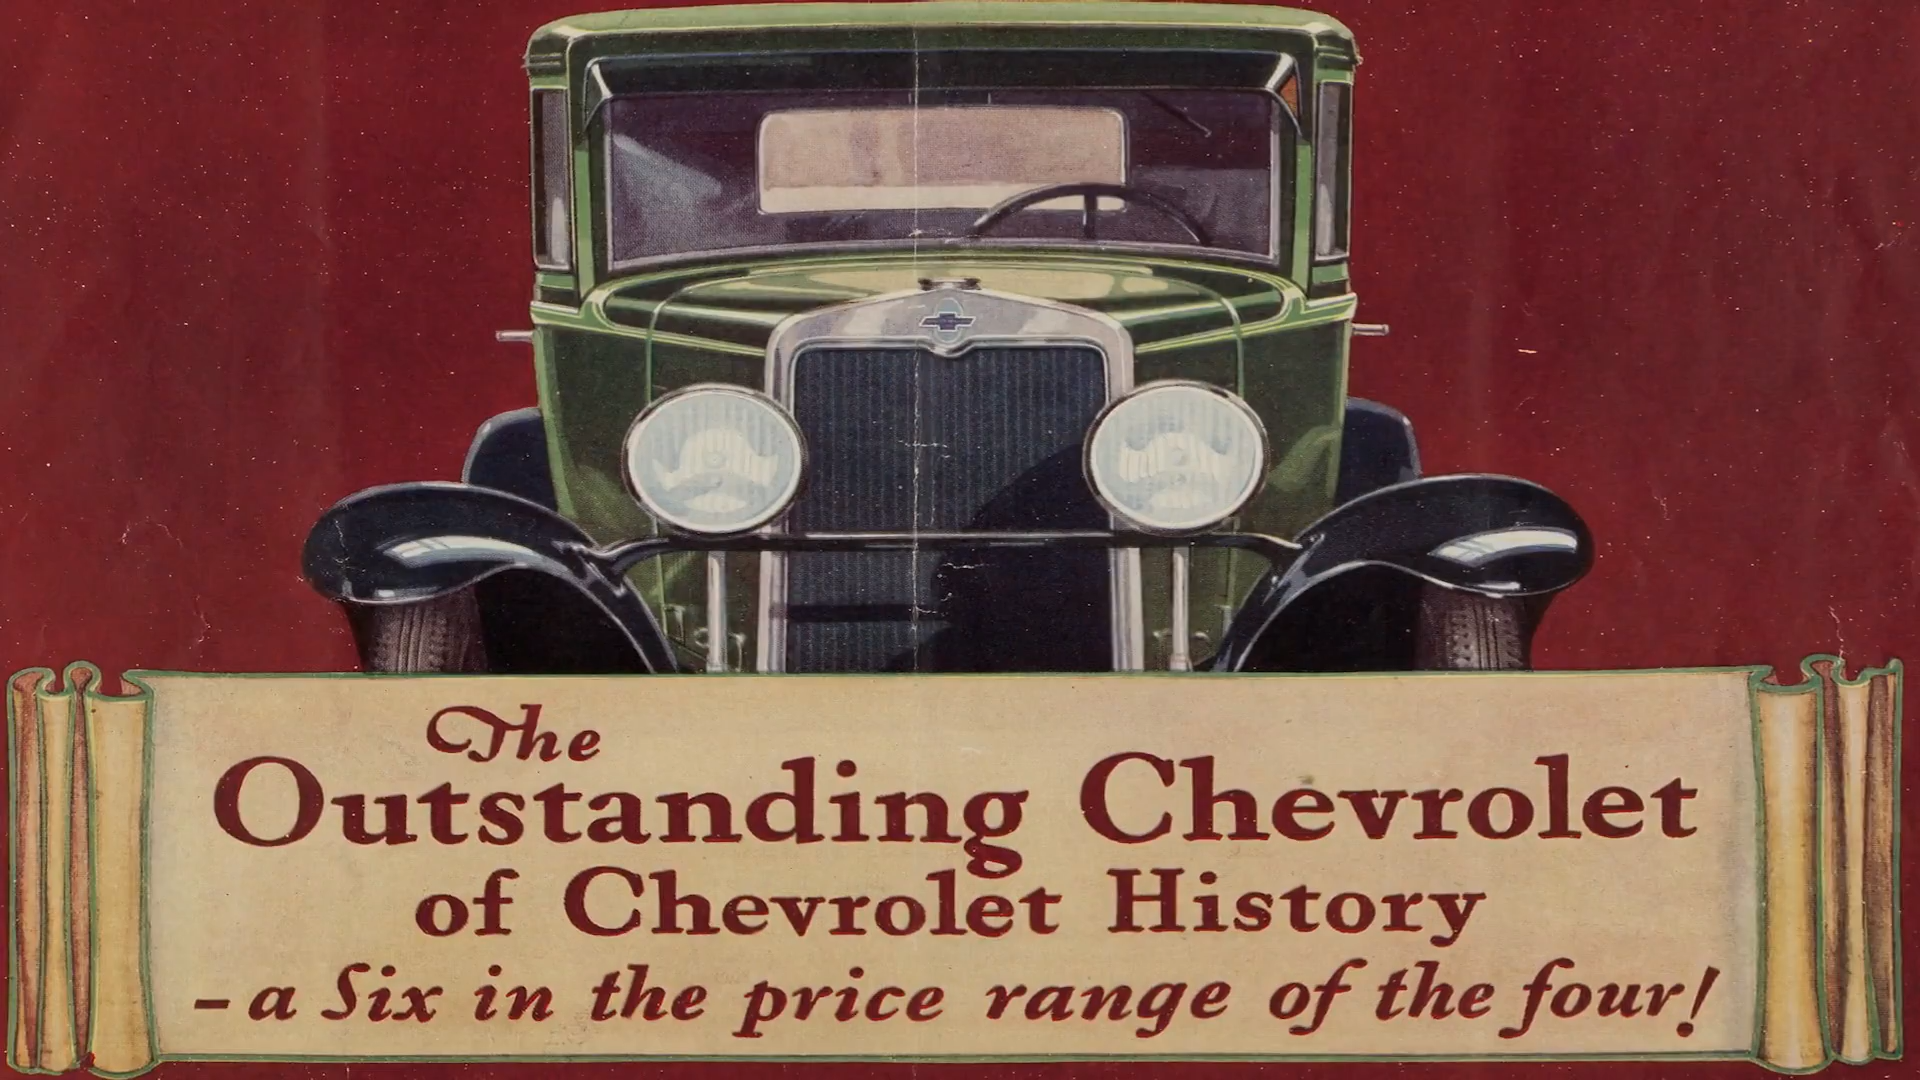 The
Outstanding Chevrolet
of Chevrolet History
– a Six in the price range of the four!